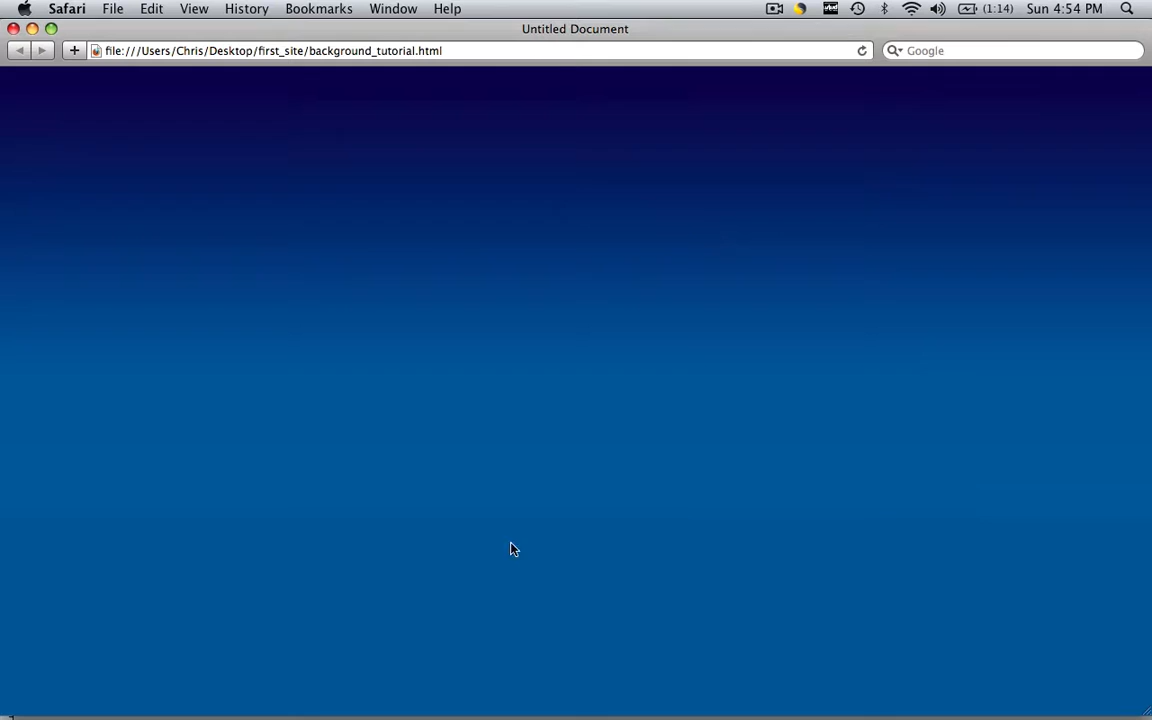 Safari File Edit View History Bookmarks Window Help (1:14) Sun 4:54 PM
Untitled Document
file:///Users/Chris/Desktop/first_site/background_tutorial.html Google